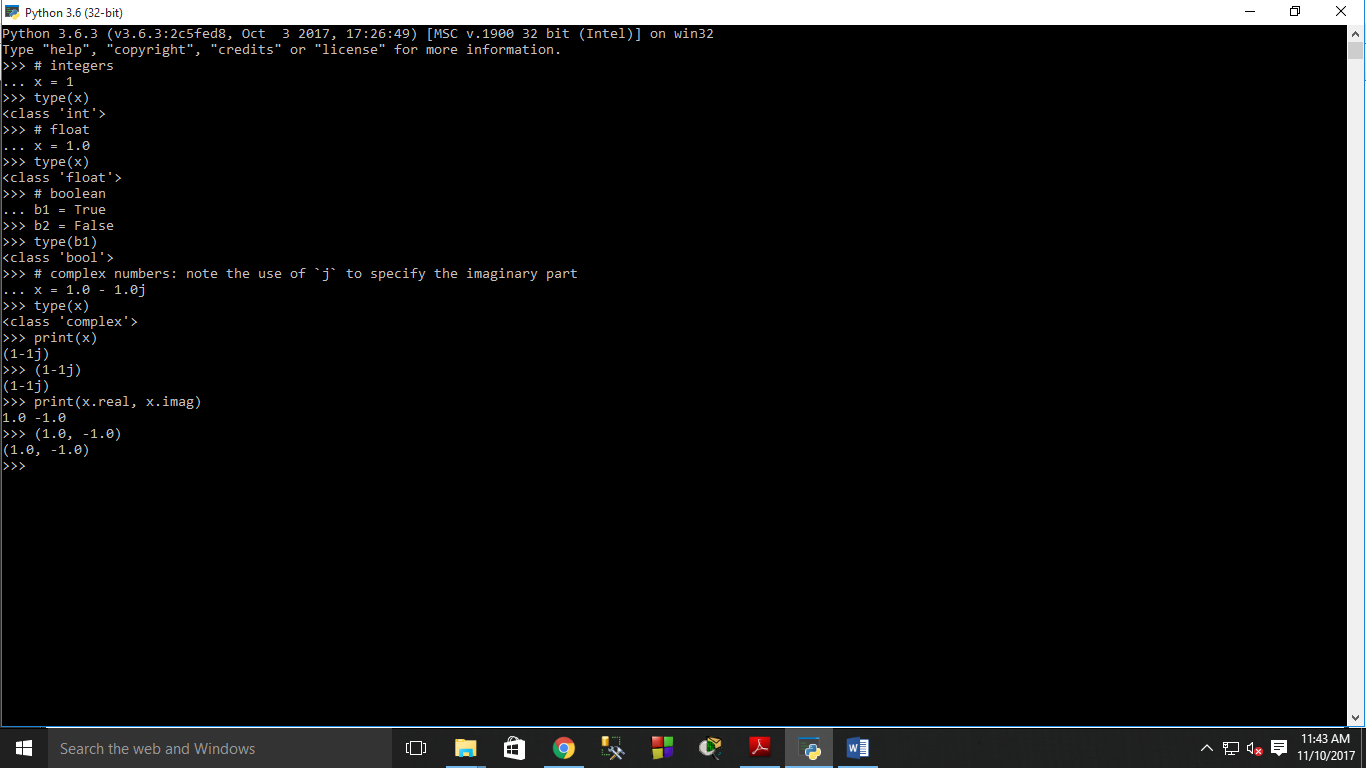 Python 3.6 (32-bit)
Python 3.6.3 (v3.6.3:2c5fed8, Oct  3 2017, 17:26:49) [MSC v.1900 32 bit (Intel)] on win32
Type "help", "copyright", "credits" or "license" for more information.
>>> # integers
... x = 1
>>> type(x)
<class 'int'>
>>> # float
... x = 1.0
>>> type(x)
<class 'float'>
>>> # boolean
... b1 = True
>>> b2 = False
>>> type(b1)
<class 'bool'>
>>> # complex numbers: note the use of `j` to specify the imaginary part
... x = 1.0 - 1.0j
>>> type(x)
<class 'complex'>
>>> print(x)
(1-1j)
>>> (1-1j)
(1-1j)
>>> print(x.real, x.imag)
1.0 -1.0
>>> (1.0, -1.0)
(1.0, -1.0)
>>>
Search the web and Windows
11:43 AM
11/10/2017